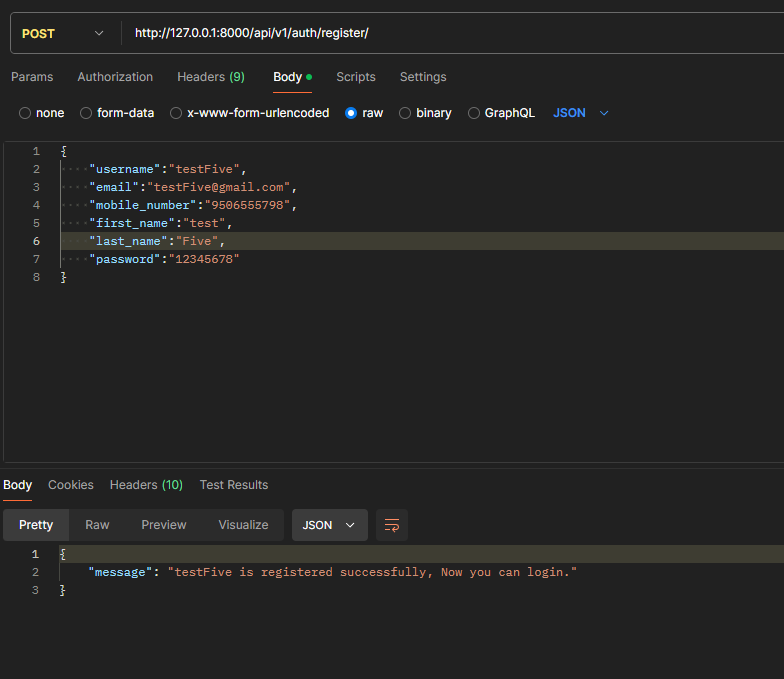 POST http://127.0.0.1:8000/api/v1/auth/register/
Params Authorization Headers (9) Body Scripts Settings
none form-data x-www-form-urlencoded raw binary GraphQL JSON
1 {
2 "username":"testFive",
3 "email":"testFive@gmail.com",
4 "mobile_number":"9506555798",
5 "first_name":"test",
6 "last_name":"Five",
7 "password":"12345678"
8 }
Body Cookies Headers (10) Test Results
Pretty Raw Preview Visualize JSON
1 {
2 "message": "testFive is registered successfully, Now you can login."
3 }